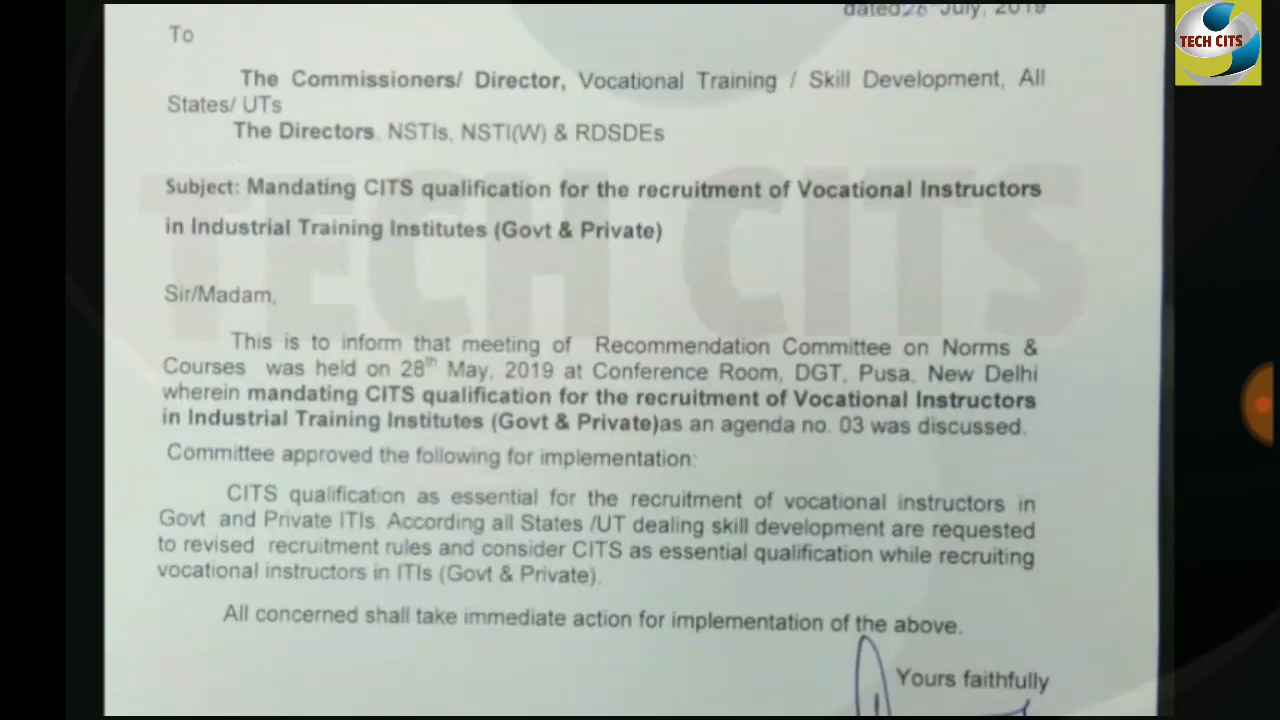 dated 26 July, 2019
TECH CITS
To
The Commissioners/ Director, Vocational Training / Skill Development, All
States/ UTs
The Directors, NSTIs, NSTI(W) & RDSDEs
Subject: Mandating CITS qualification for the recruitment of Vocational Instructors
in Industrial Training Institutes (Govt & Private)
TECH CITS
Sir/Madam,
This is to inform that meeting of Recommendation Committee on Norms &
Courses was held on 28th May, 2019 at Conference Room, DGT, Pusa, New Delhi
wherein mandating CITS qualification for the recruitment of Vocational Instructors
in Industrial Training Institutes (Govt & Private)as an agenda no. 03 was discussed.
Committee approved the following for implementation:
CITS qualification as essential for the recruitment of vocational instructors in
Govt and Private ITIs. According all States /UT dealing skill development are requested
to revised recruitment rules and consider CITS as essential qualification while recruiting
vocational instructors in ITIs (Govt & Private).
All concerned shall take immediate action for implementation of the above.
Yours faithfully